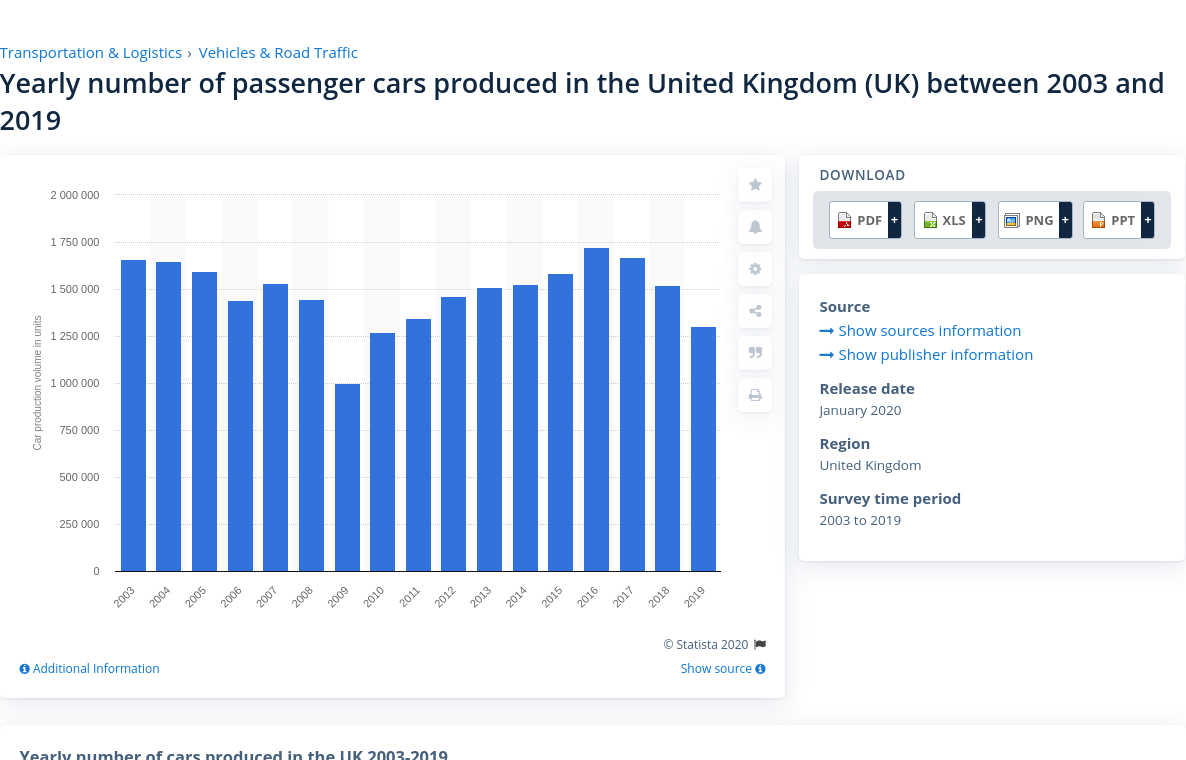 Transportation & Logistics › Vehicles & Road Traffic
Yearly number of passenger cars produced in the United Kingdom (UK) between 2003 and
2019
2 000 000
1 750 000
1 500 000
1 250 000
1 000 000
750 000
500 000
250 000
0
Car production volume in units
2003 2004 2005 2006 2007 2008 2009 2010 2011 2012 2013 2014 2015 2016 2017 2018 2019
© Statista 2020
Additional Information
Show source
DOWNLOAD
PDF + XLS + PNG + PPT +
Source
Show sources information
Show publisher information
Release date
January 2020
Region
United Kingdom
Survey time period
2003 to 2019
Yearly number of cars produced in the UK 2003-2019